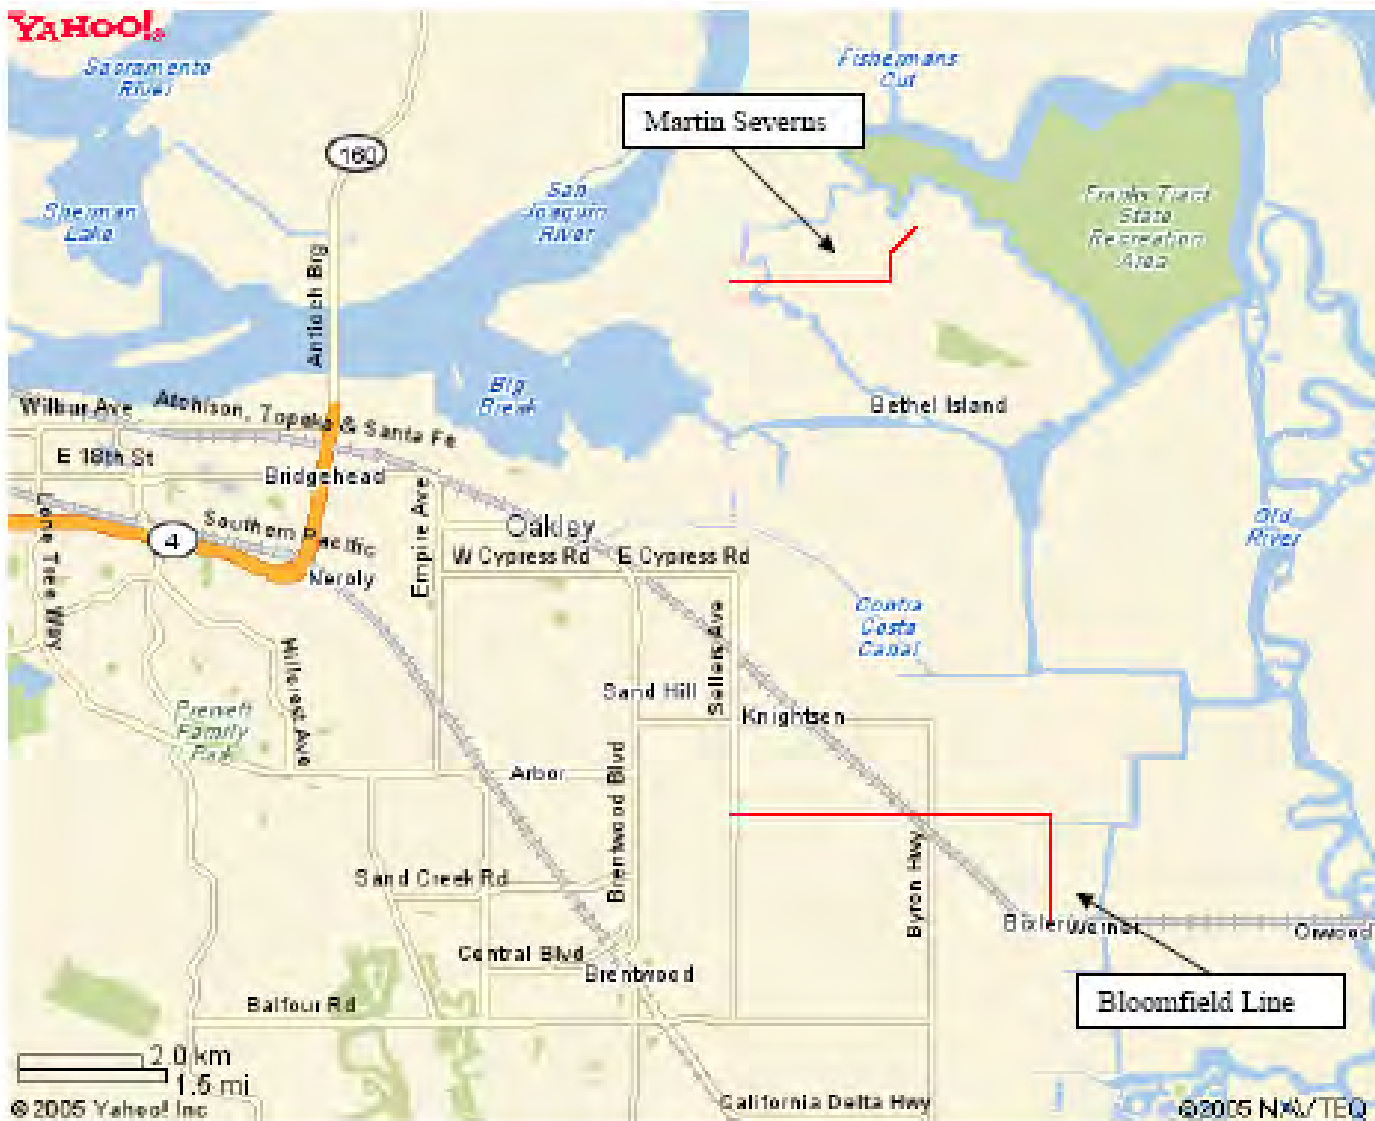 YAHOO!
Sacramento
River
Fishermans
Cut
Martin Severns
160
San
Joaquin
River
Sherman
Lake
Franks Tract
State
Recreation
Area
Antioch Brg
Big
Break
Bethel Island
Wilbur Ave
Atchison, Topeka & Santa Fe
E 18th St
Bridgehead
Empire Ave
Lone Tree Way
4
Southern Pacific
Oakley
W Cypress Rd
E Cypress Rd
Old
River
Neroly
Contra
Costa
Canal
Hillcrest Ave
Sellers Ave
Sand Hill
Knightsen
Prewett
Family
Park
Arbor
Brentwood Blvd
Byron Hwy
Sand Creek Rd
Bixler
Werner
Orwood
Central Blvd
Brentwood
Bloomfield Line
Balfour Rd
2.0 km
1.5 mi
California Delta Hwy
©2005 Yahoo! Inc
©2005 NAVTEQ